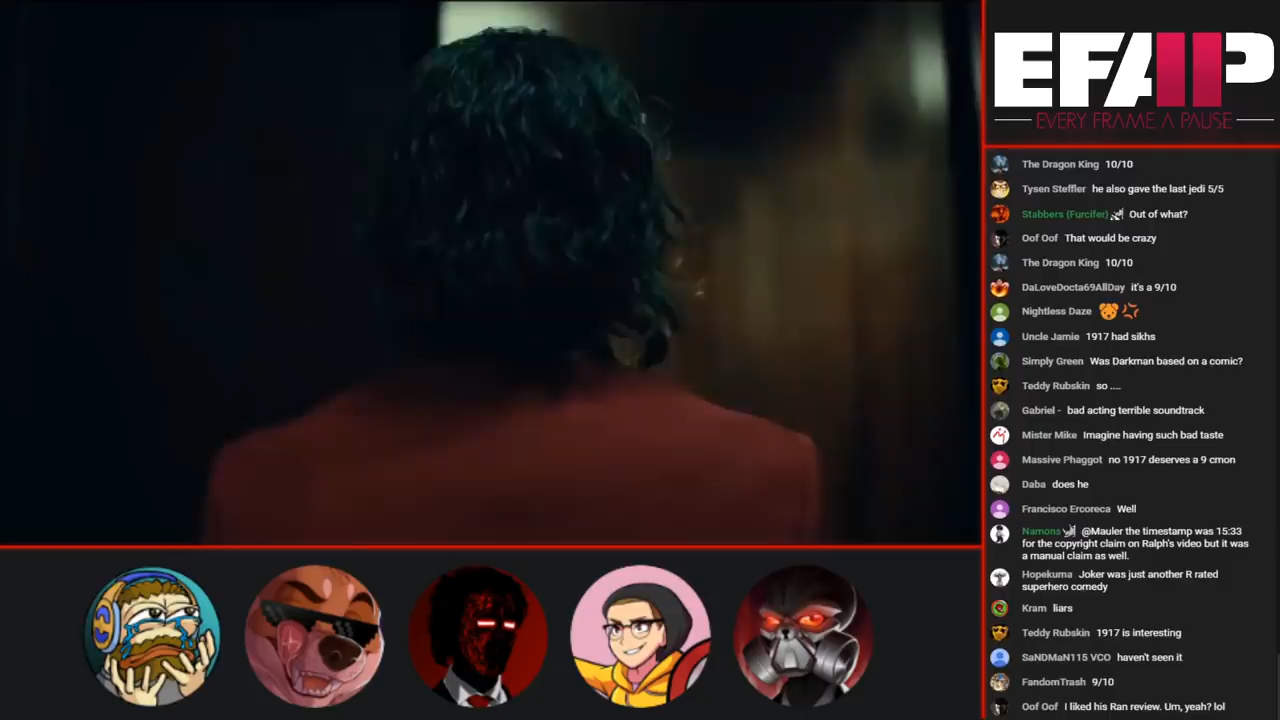 EFAP
EVERY FRAME A PAUSE
The Dragon King 10/10
Tysen Steffler he also gave the last jedi 5/5
Stabbers (Furcifer) Out of what?
Oof Oof That would be crazy
The Dragon King 10/10
DaLoveDocta69AllDay it's a 9/10
Nightless Daze
Uncle Jamie 1917 had sikhs
Simply Green Was Darkman based on a comic?
Teddy Rubskin so ....
Gabriel - bad acting terrible soundtrack
Mister Mike Imagine having such bad taste
Massive Phaggot no 1917 deserves a 9 cmon
Daba does he
Francisco Ercoreca Well
Namons @Mauler the timestamp was 15:33
for the copyright claim on Ralph's video but it was
a manual claim as well.
Hopekuma Joker was just another R rated
superhero comedy
Kram liars
Teddy Rubskin 1917 is interesting
SaNDMaN115 VCO haven't seen it
FandomTrash 9/10
Oof Oof I liked his Ran review. Um, yeah? lol